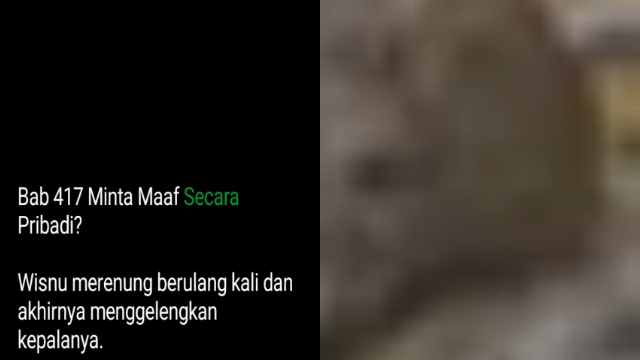 Bab 417 Minta Maaf Secara
Pribadi?
Wisnu merenung berulang kali dan
akhirnya menggelengkan
kepalanya.